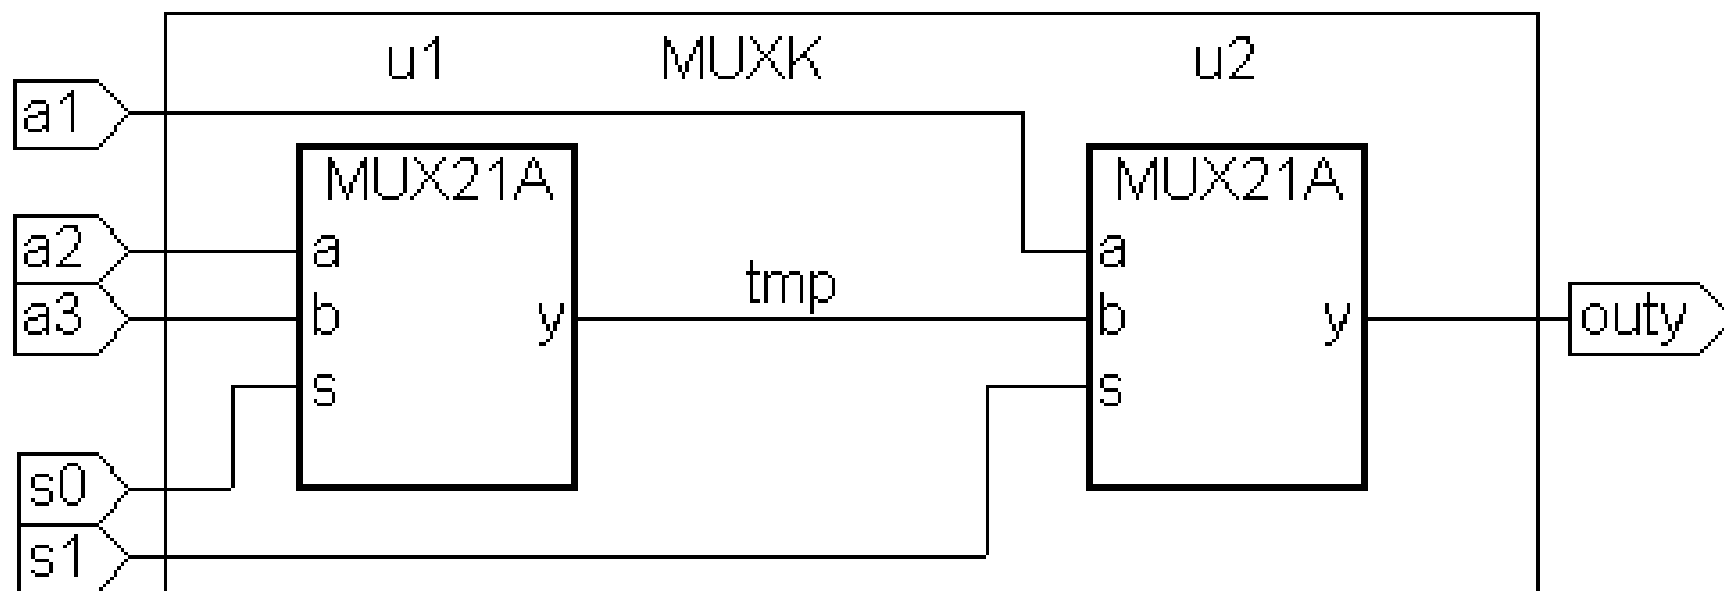 u1 MUXK u2
a1
MUX21A MUX21A
a2 a a
tmp
a3 b y b y outy
s s
s0
s1